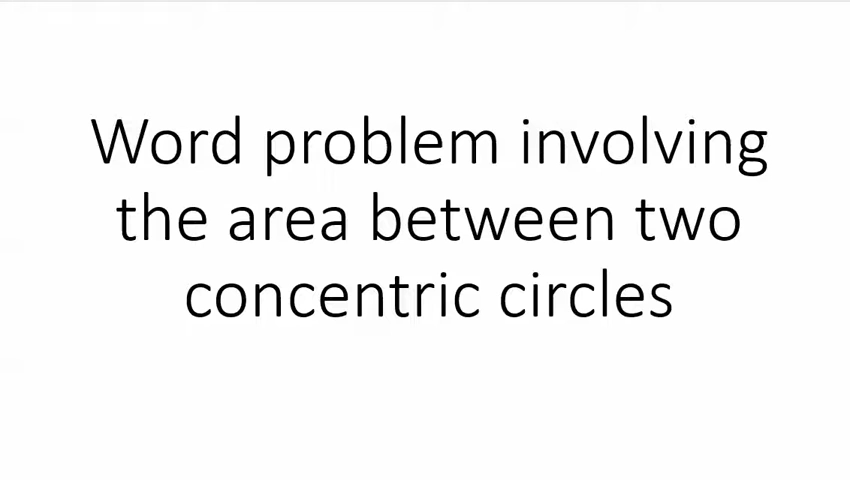 Word problem involving
the area between two
concentric circles